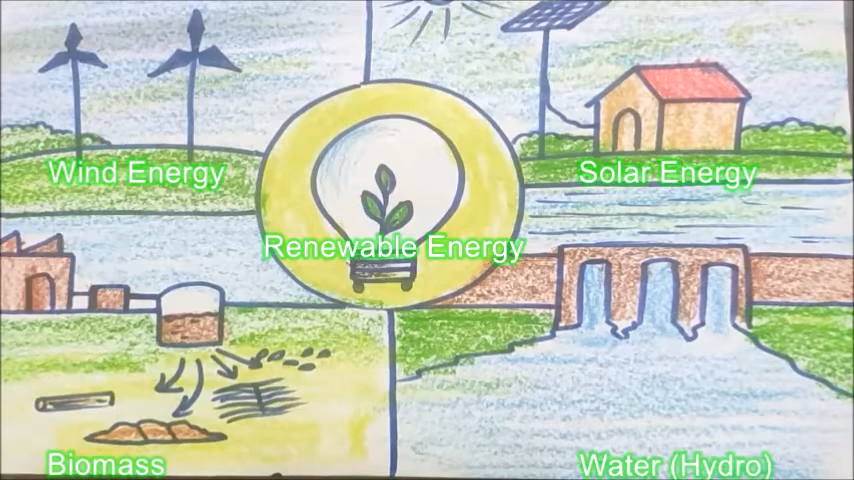 Wind Energy
Solar Energy
Renewable Energy
Biomass
Water (Hydro)